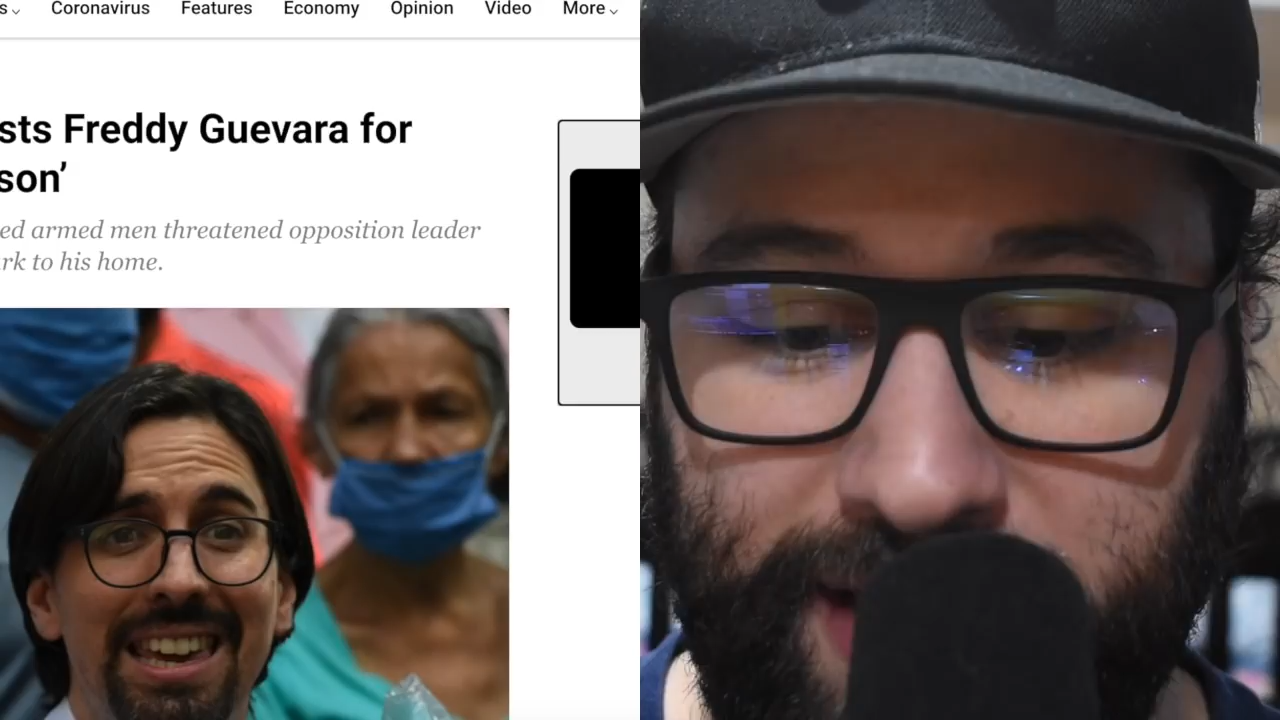 Coronavirus Features Economy Opinion Video More
sts Freddy Guevara for
son’
ed armed men threatened opposition leader
rk to his home.